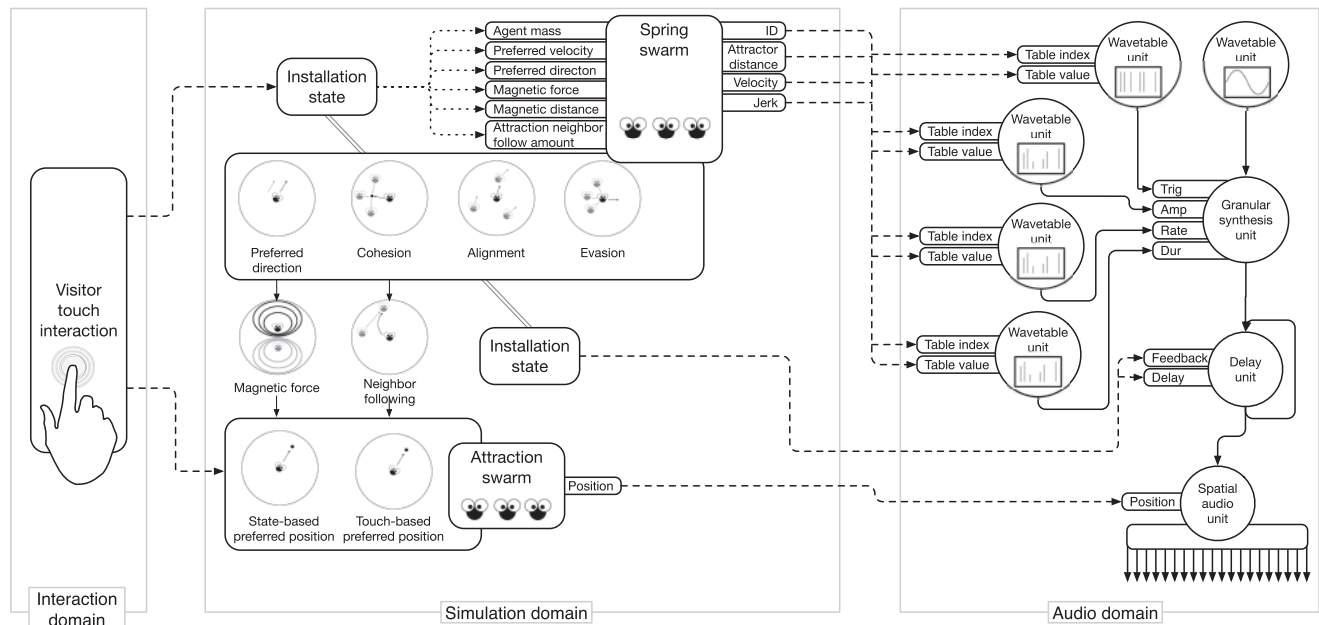 Visitor
touch
interaction
Interaction
domain
Installation
state
Agent mass
Preferred velocity
Preferred directon
Magnetic force
Magnetic distance
Attraction neighbor
follow amount
Spring
swarm
ID
Attractor
distance
Velocity
Jerk
Preferred
direction
Cohesion
Alignment
Evasion
Magnetic force
Neighbor
following
Installation
state
State-based
preferred position
Touch-based
preferred position
Attraction
swarm
Position
Simulation domain
Table index
Table value
Wavetable
unit
Wavetable
unit
Table index
Table value
Wavetable
unit
Table index
Table value
Wavetable
unit
Table index
Table value
Wavetable
unit
Trig
Amp
Rate
Dur
Granular
synthesis
unit
Feedback
Delay
Delay
unit
Position
Spatial
audio
unit
Audio domain